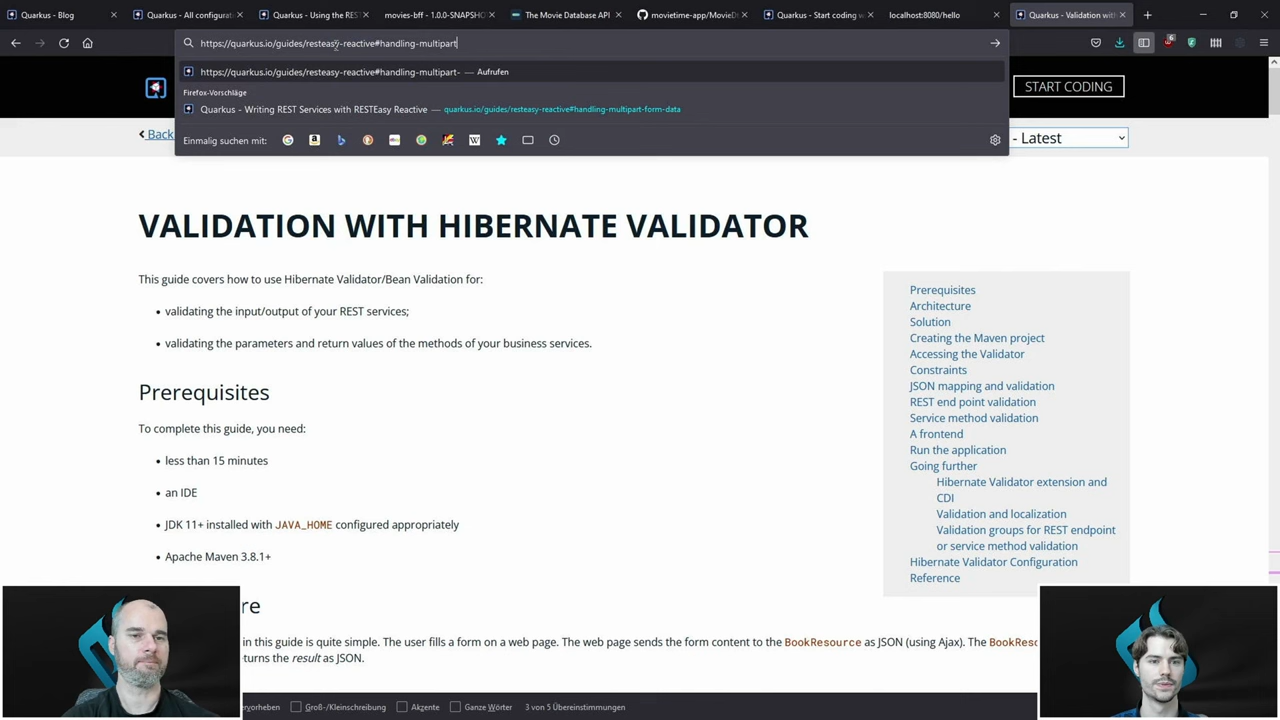 Quarkus - Blog
Quarkus - All configurat
Quarkus - Using the RES
movies-bff - 1.0.0-SNAPSHO
The Movie Database API
movietime-app/MovieD
Quarkus - Start coding
localhost:8080/hello
Quarkus - Validation with
https://quarkus.io/guides/resteasy-reactive#handling-multipart
https://quarkus.io/guides/resteasy-reactive#handling-multipart- — Aufrufen
Firefox-Vorschläge
Quarkus - Writing REST Services with RESTEasy Reactive — quarkus.io/guides/resteasy-reactive#handling-multipart-form-data
Einmalig suchen mit:
6
START CODING
Back
- Latest
VALIDATION WITH HIBERNATE VALIDATOR
This guide covers how to use Hibernate Validator/Bean Validation for:
• validating the input/output of your REST services;
• validating the parameters and return values of the methods of your business services.
Prerequisites
To complete this guide, you need:
• less than 15 minutes
• an IDE
• JDK 11+ installed with JAVA_HOME configured appropriately
• Apache Maven 3.8.1+
Prerequisites
Architecture
Solution
Creating the Maven project
Accessing the Validator
Constraints
JSON mapping and validation
REST end point validation
Service method validation
A frontend
Run the application
Going further
Hibernate Validator extension and
CDI
Validation and localization
Validation groups for REST endpoint
or service method validation
Hibernate Validator Configuration
Reference
re
in this guide is quite simple. The user fills a form on a web page. The web page sends the form content to the BookResource as JSON (using Ajax). The BookRes
turns the result as JSON.
ervorheben
Groß-/Kleinschreibung
Akzente
Ganze Wörter
3 von 5 Übereinstimmungen